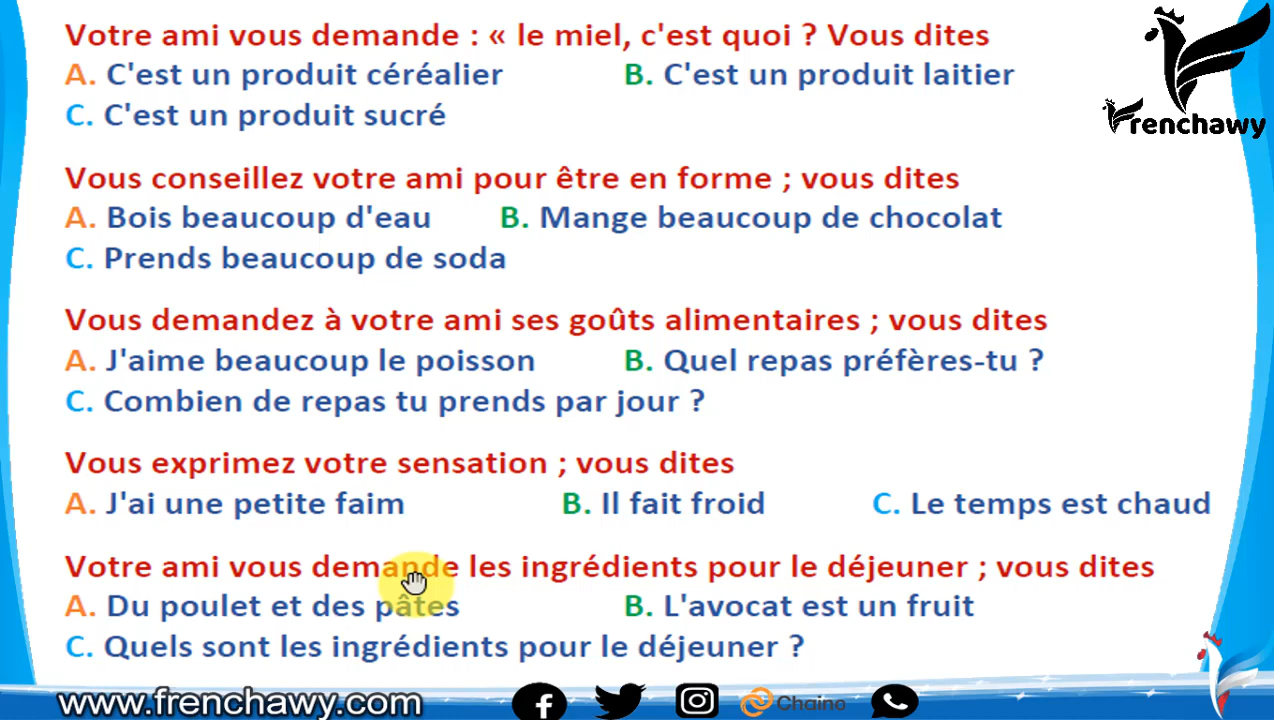 Votre ami vous demande : « le miel, c'est quoi ? Vous dites
A. C'est un produit céréalier B. C'est un produit laitier
C. C'est un produit sucré
Frenchawy
Vous conseillez votre ami pour être en forme ; vous dites
A. Bois beaucoup d'eau B. Mange beaucoup de chocolat
C. Prends beaucoup de soda
Vous demandez à votre ami ses goûts alimentaires ; vous dites
A. J'aime beaucoup le poisson B. Quel repas préfères-tu ?
C. Combien de repas tu prends par jour ?
Vous exprimez votre sensation ; vous dites
A. J'ai une petite faim B. Il fait froid C. Le temps est chaud
Votre ami vous demande les ingrédients pour le déjeuner ; vous dites
A. Du poulet et des pâtes B. L'avocat est un fruit
C. Quels sont les ingrédients pour le déjeuner ?
www.frenchawy.com Chaino